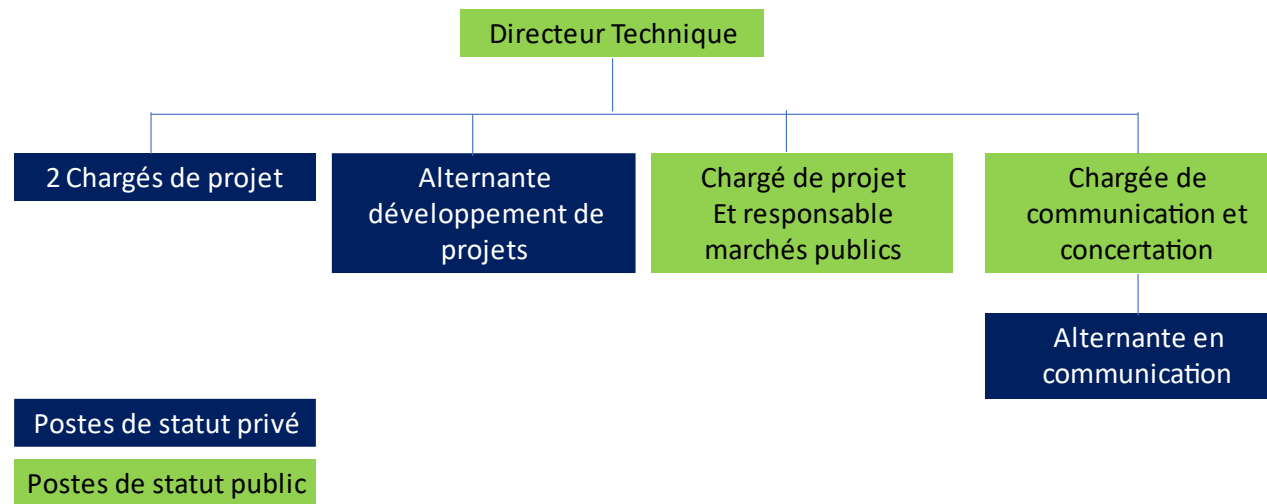 Directeur Technique
2 Chargés de projet
Alternante
développement de
projets
Chargé de projet
Et responsable
marchés publics
Chargée de
communication et
concertation
Alternante en
communication
Postes de statut privé
Postes de statut public